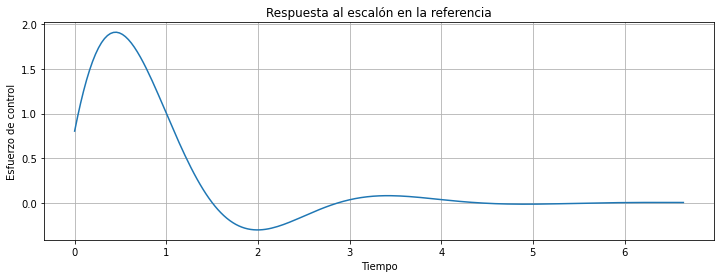 Respuesta al escalón en la referencia
Esfuerzo de control
2.0
1.5
1.0
0.5
0.0
0 1 2 3 4 5 6
Tiempo